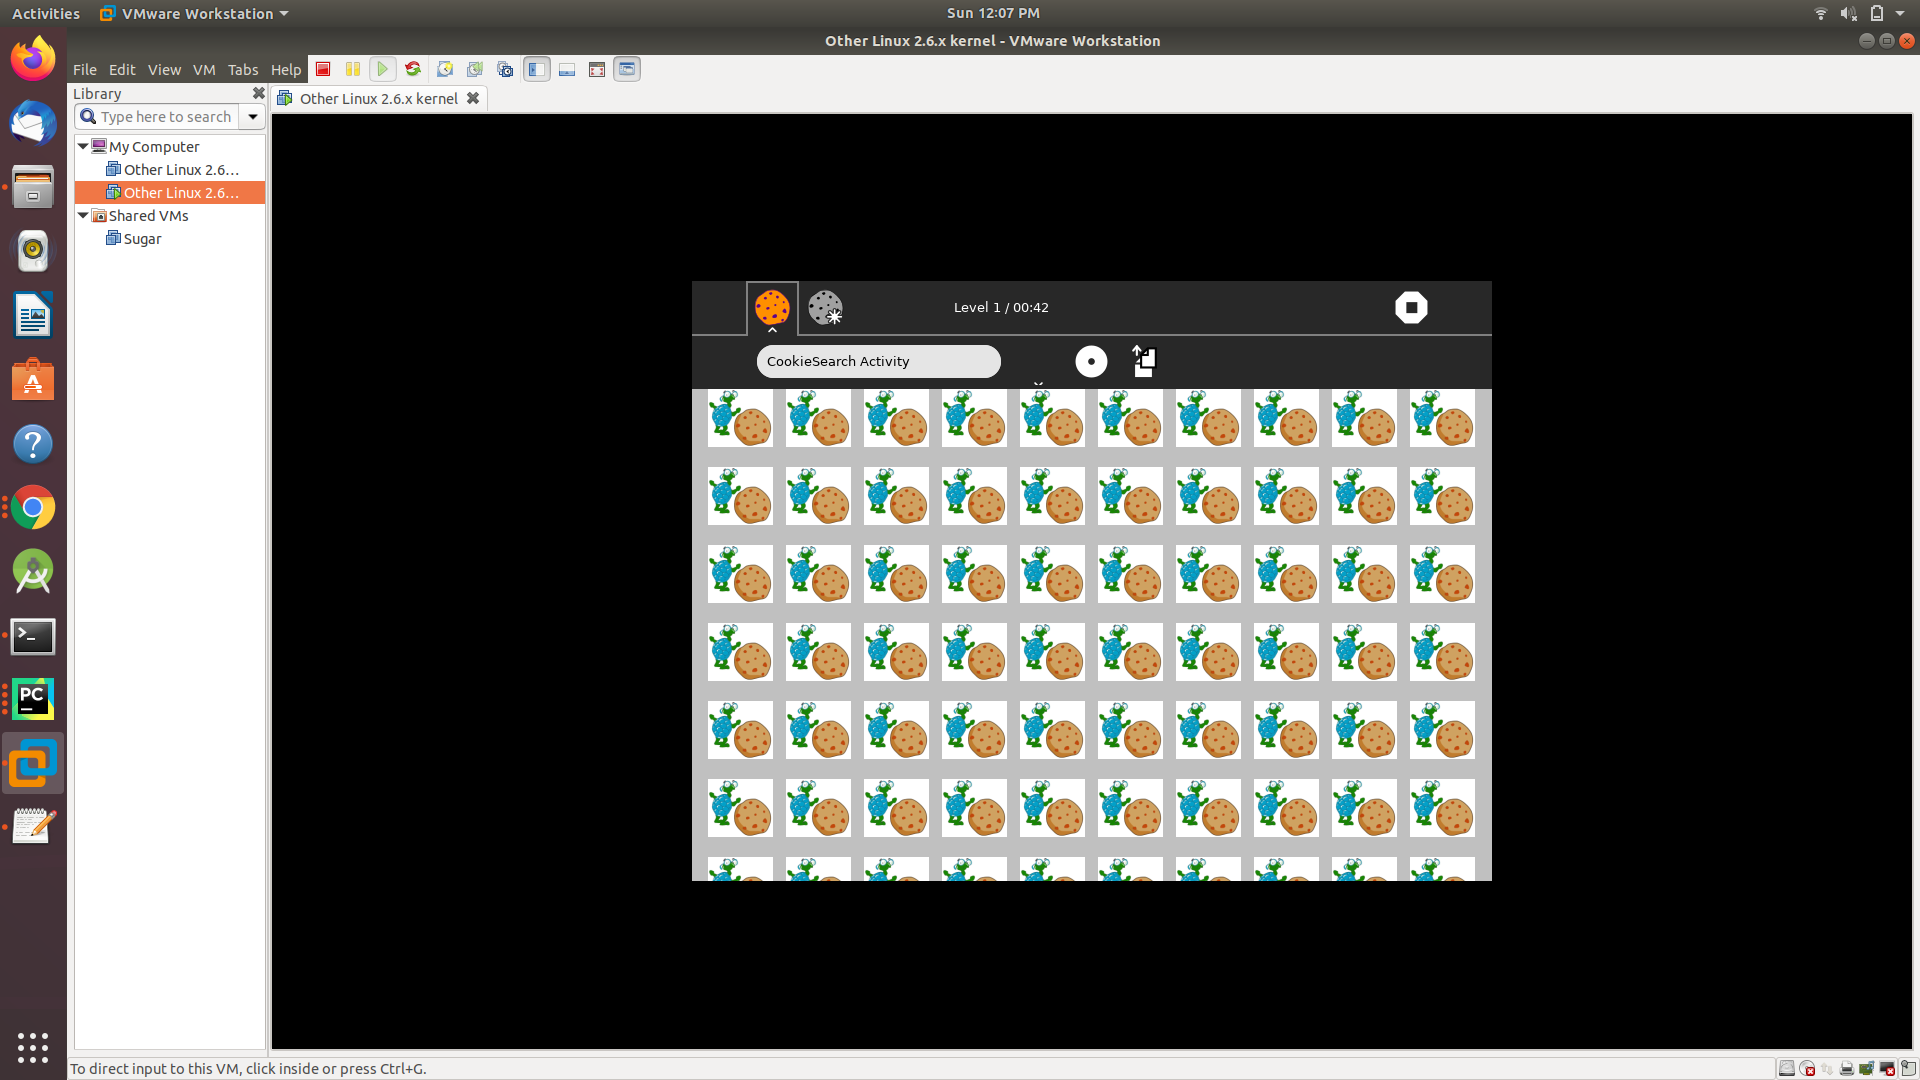 Activities VMware Workstation Sun 12:07 PM
Other Linux 2.6.x kernel - VMware Workstation
File Edit View VM Tabs Help
Library
Other Linux 2.6.x kernel
Type here to search
My Computer
Other Linux 2.6...
Other Linux 2.6...
Shared VMs
Sugar
Level 1 / 00:42
CookieSearch Activity
PC
To direct input to this VM, click inside or press Ctrl+G.